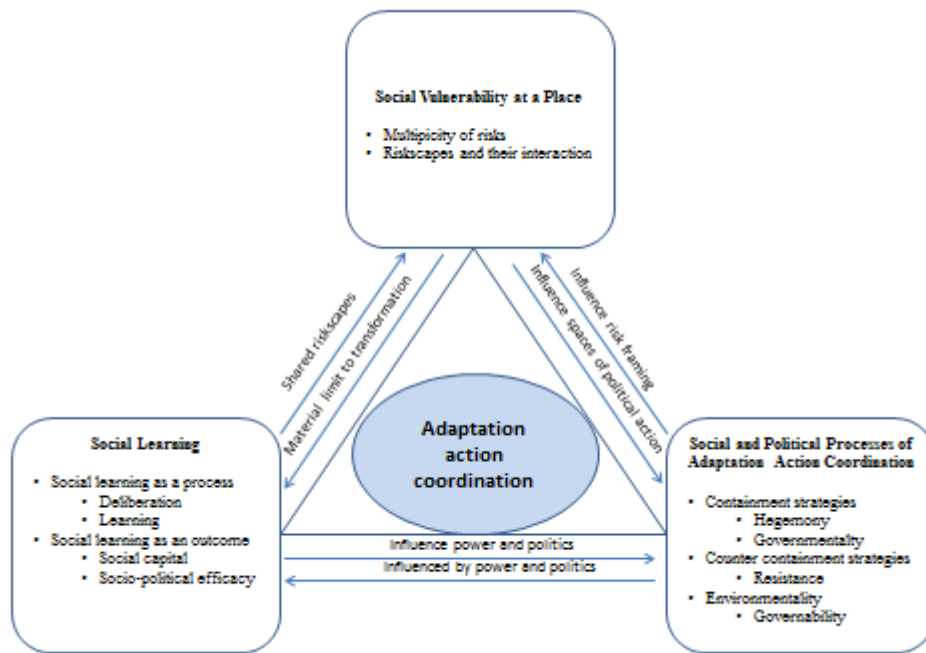 Social Vulnerability at a Place
▪ Multipicity of risks
▪ Riskscapes and their interaction
Shared riskscapes
Material limit to transformation
Influence spaces of political action
Influence risk framing
Adaptation
action
coordination
Social Learning
▪ Social learning as a process
▪ Deliberation
▪ Learning
▪ Social learning as an outcome
▪ Social capital
▪ Socio-political efficacy
Influence power and politics
Influenced by power and politics
Social and Political Processes of
Adaptation Action Coordination
▪ Containment strategies
▪ Hegemony
▪ Governmentalty
▪ Counter containment strategies
▪ Resistance
▪ Environmentality
▪ Governability